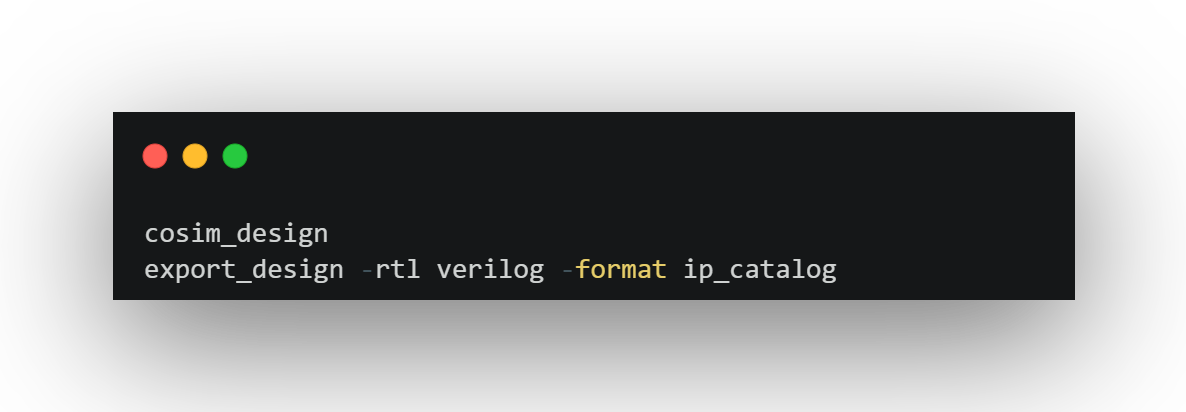 cosim_design
export_design -rtl verilog -format ip_catalog